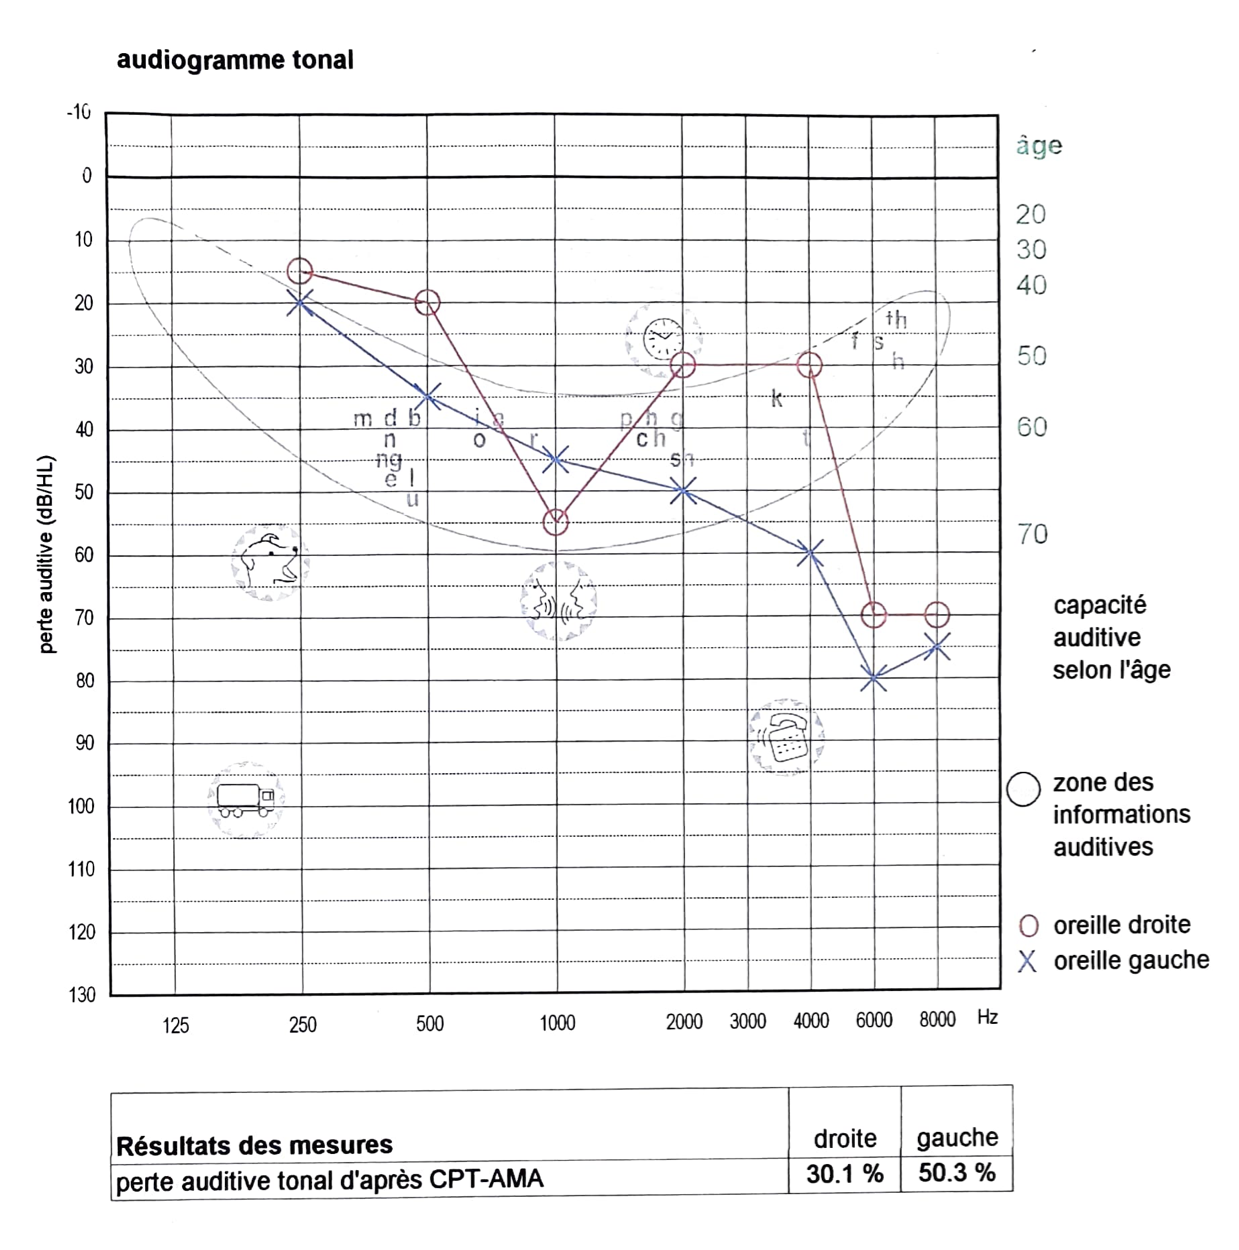 audiogramme tonal
-10
âge
0
20
10
30
40
20
th
f s
30
50
h
k
m d b i a p h g
40
60
n o r ch t
ng sh
e l
50
u
70
60
perte auditive (dB/HL)
70
capacité
auditive
selon l'âge
80
90
zone des
informations
auditives
100
110
120
oreille droite
oreille gauche
130
125 250 500 1000 2000 3000 4000 6000 8000 Hz
Résultats des mesures droite gauche
perte auditive tonal d'après CPT-AMA 30.1 % 50.3 %